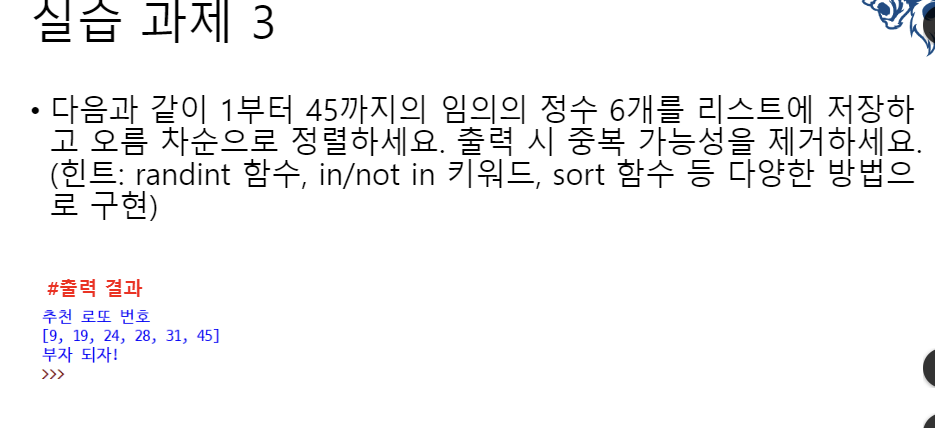 실습 과제 3
• 다음과 같이 1부터 45까지의 임의의 정수 6개를 리스트에 저장하
고 오름 차순으로 정렬하세요. 출력 시 중복 가능성을 제거하세요.
(힌트: randint 함수, in/not in 키워드, sort 함수 등 다양한 방법으
로 구현)
#출력 결과
추천 로또 번호
[9, 19, 24, 28, 31, 45]
부자 되자!
>>>